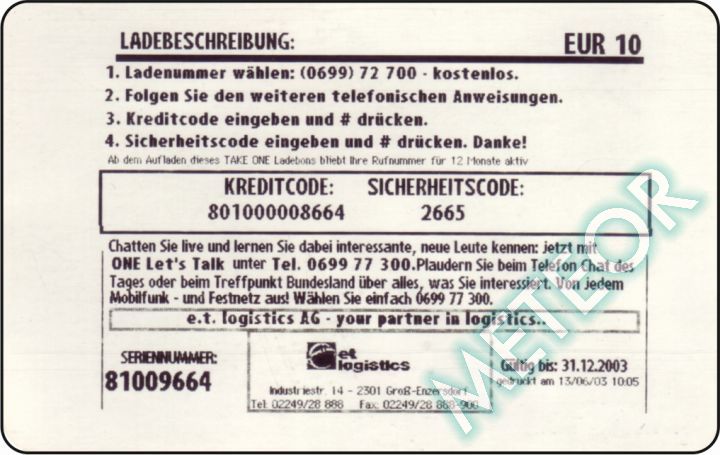 LADEBESCHREIBUNG: EUR 10
1. Ladenummer wählen: (0699) 72 700 - kostenlos.
2. Folgen Sie den weiteren telefonischen Anweisungen.
3. Kreditcode eingeben und # drücken.
4. Sicherheitscode eingeben und # drücken. Danke!
Ab dem Aufladen dieses TAKE ONE Ladebons bliebt Ihre Rufnummer für 12 Monate aktiv
KREDITCODE: SICHERHEITSCODE:
801000008664 2665
Chatten Sie live und lernen Sie dabei interessante, neue Leute kennen: jetzt mit
ONE Let's Talk unter Tel. 0699 77 300.Plaudern Sie beim Telefon Chat des
Tages oder beim Treffpunkt Bundesland über alles, was Sie interessiert. Von jedem
Mobilfunk - und Festnetz aus! Wählen Sie einfach 0699 77 300.
e.t. logistics AG - your partner in logistics..
SERIENNUMMER:
81009664
et
logistics
Industriestr. 14 - 2301 Groß-Enzersdorf
Tel: 02249/28 888 Fax: 02249/28 888-900
Gültig bis: 31.12.2003
gedruckt am 13/06/03 10:05
METEOR